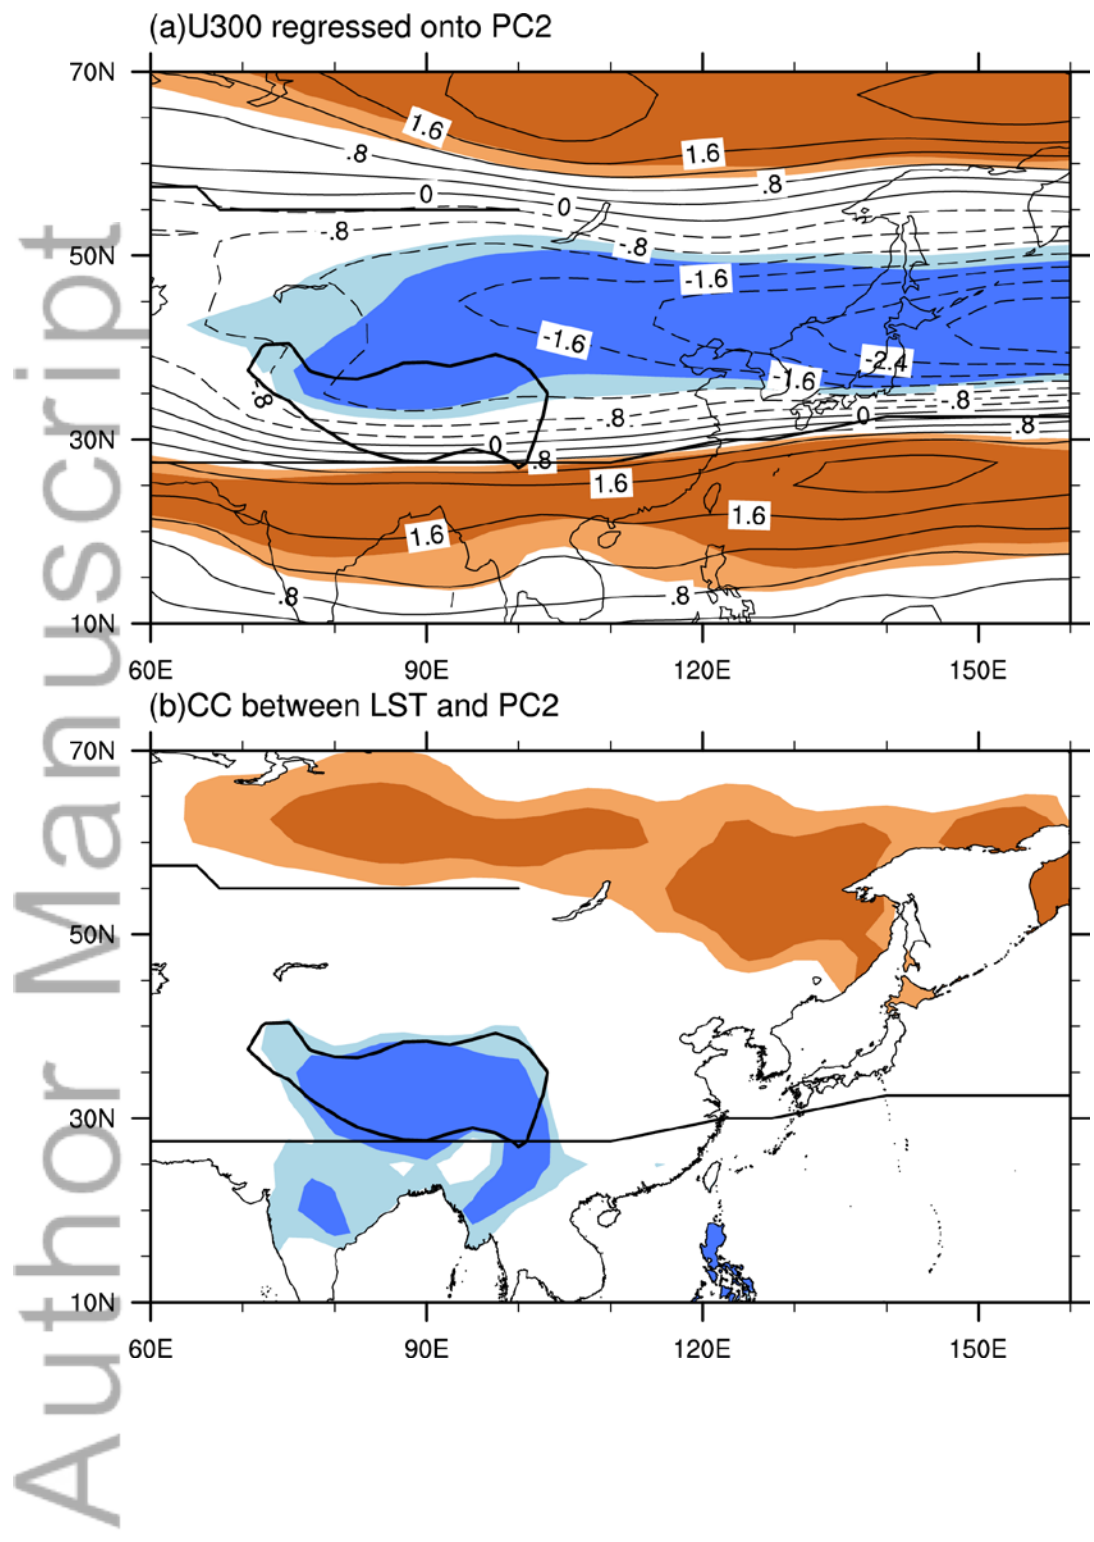 (a)U300 regressed onto PC2
70N
50N
30N
10N
1.6
.8
0
.8
1.6
.8
0
-.8
-1.6
-1.6
-2.4
-1.6
.8
-.8
-.8
0
.8
0
.8
1.6
1.6
1.6
.8
.8
60E 90E 120E 150E
(b)CC between LST and PC2
70N
50N
30N
10N
60E 90E 120E 150E
Author Manuscript